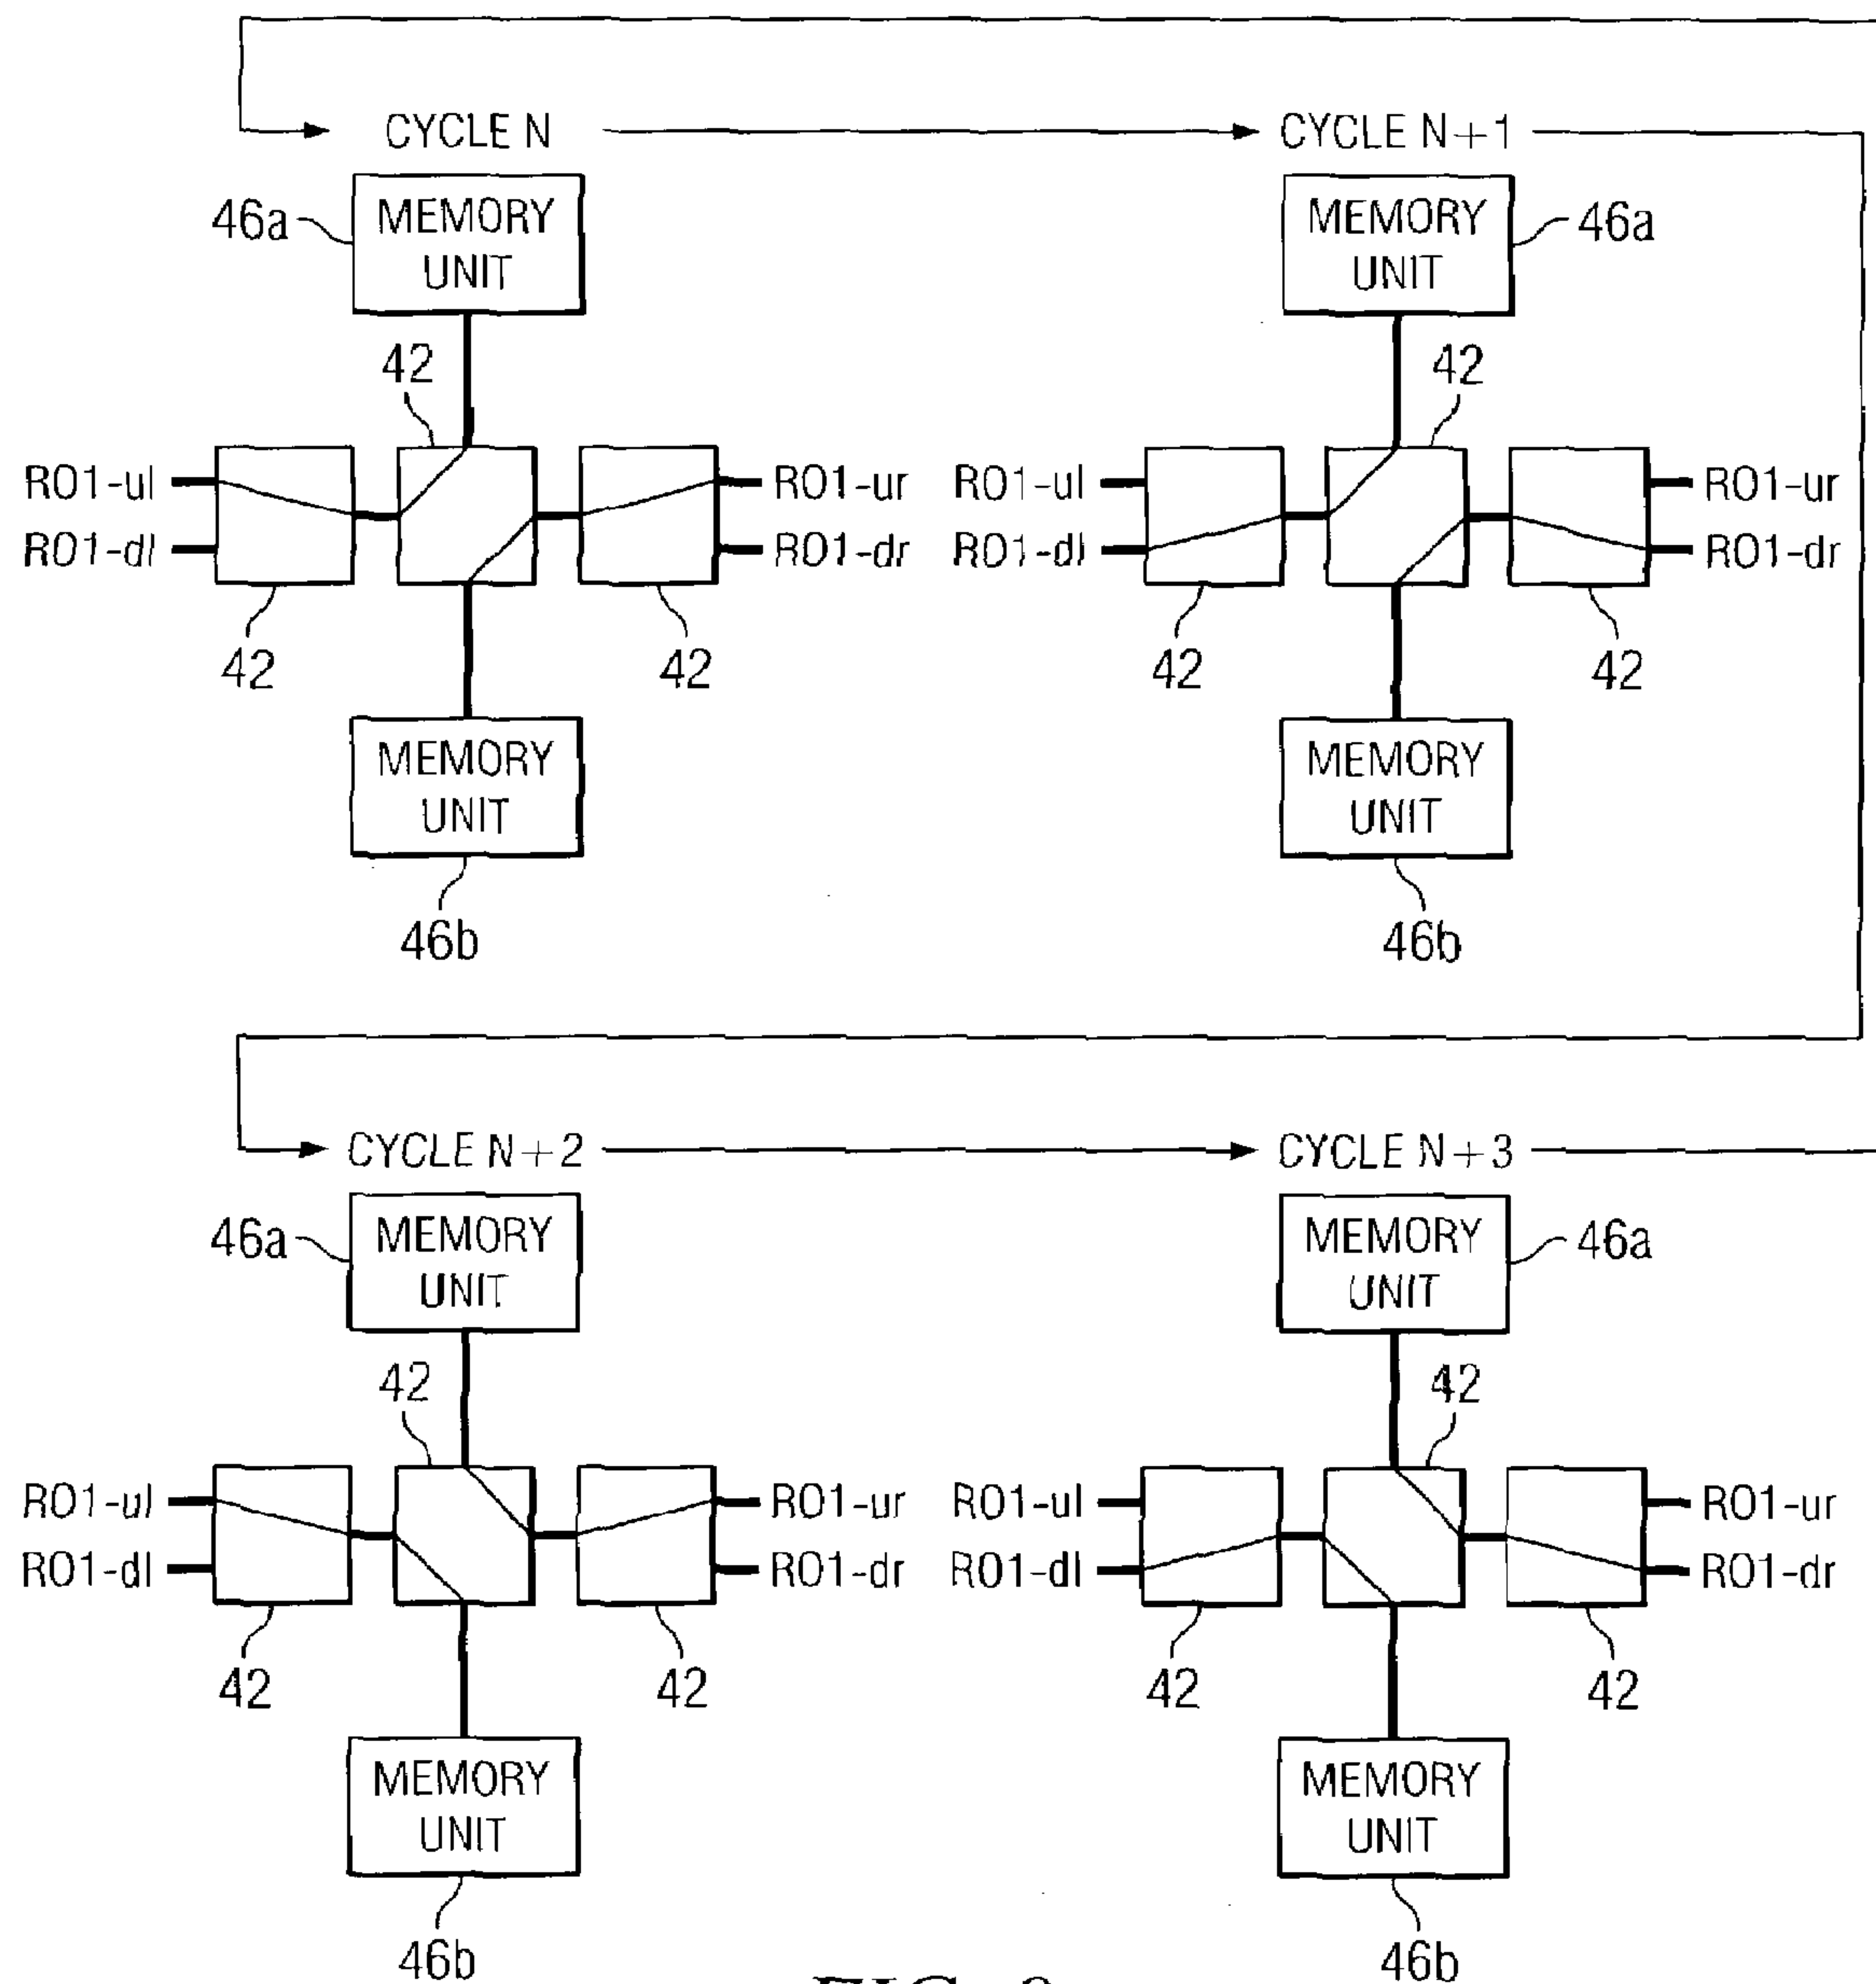 CYCLE N
CYCLE N+1
46a
MEMORY
UNIT
MEMORY
UNIT
46a
42
42
RO1-ul
RO1-ur
RO1-ul
RO1-ur
RO1-dl
RO1-dr
RO1-dl
RO1-dr
42
42
42
42
MEMORY
UNIT
MEMORY
UNIT
46b
46b
CYCLE N+2
CYCLE N+3
46a
MEMORY
UNIT
MEMORY
UNIT
46a
42
42
RO1-ul
RO1-ur
RO1-ul
RO1-ur
RO1-dl
RO1-dr
RO1-dl
RO1-dr
42
42
42
42
MEMORY
UNIT
MEMORY
UNIT
46b
46b
FIG.